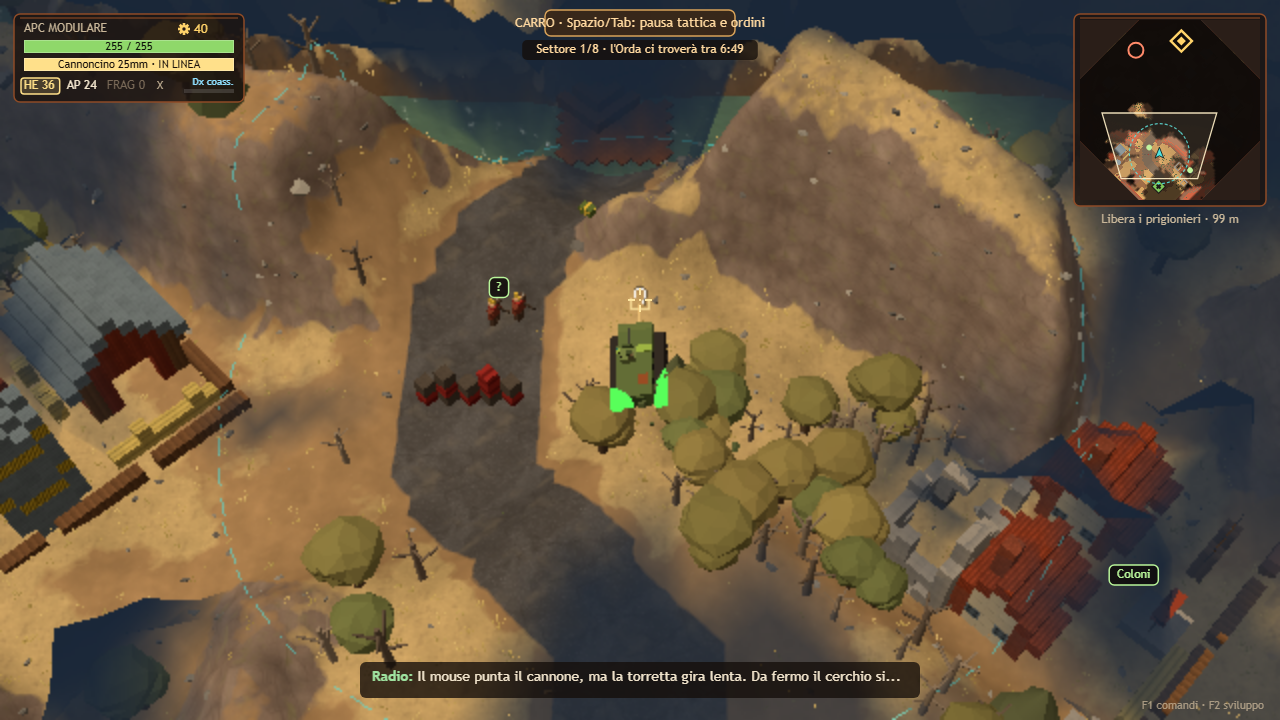 APC MODULARE 40
255 / 255
Cannoncino 25mm · IN LINEA
HE 36 AP 24 FRAG 0 X Dx coass.
CARRO · Spazio/Tab: pausa tattica e ordini
Settore 1/8 · l'Orda ci troverà tra 6:49
Libera i prigionieri · 99 m
?
Coloni
Radio: Il mouse punta il cannone, ma la torretta gira lenta. Da fermo il cerchio si...
F1 comandi · F2 sviluppo